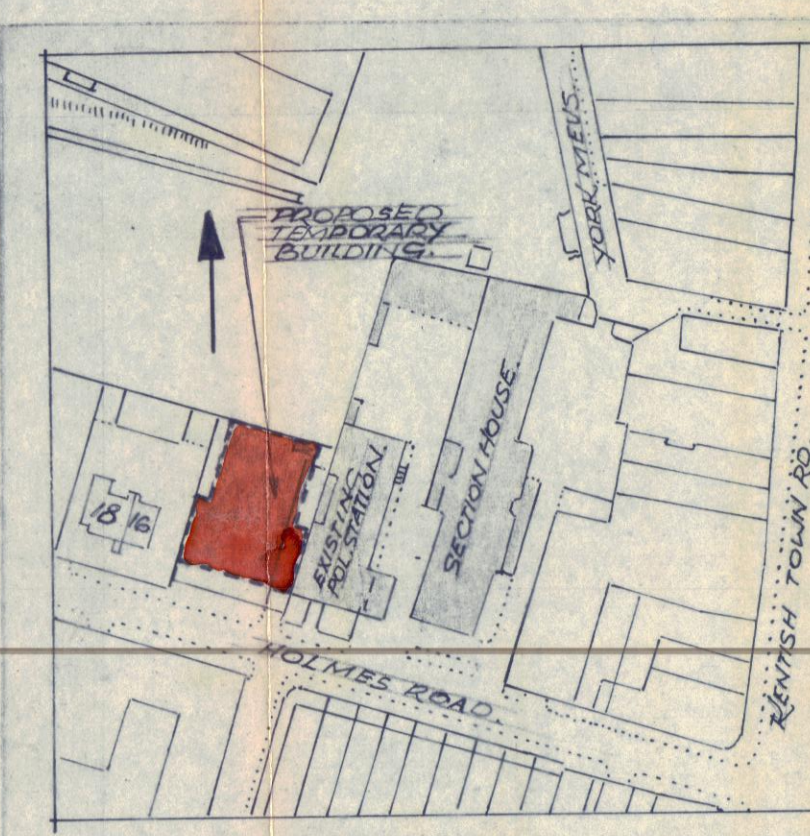 YORK MEWS
PROPOSED
TEMPORARY
BUILDING.
SECTION HOUSE.
EXISTING
POL. STATION.
18 16
HOLMES ROAD.
KENTISH TOWN RD